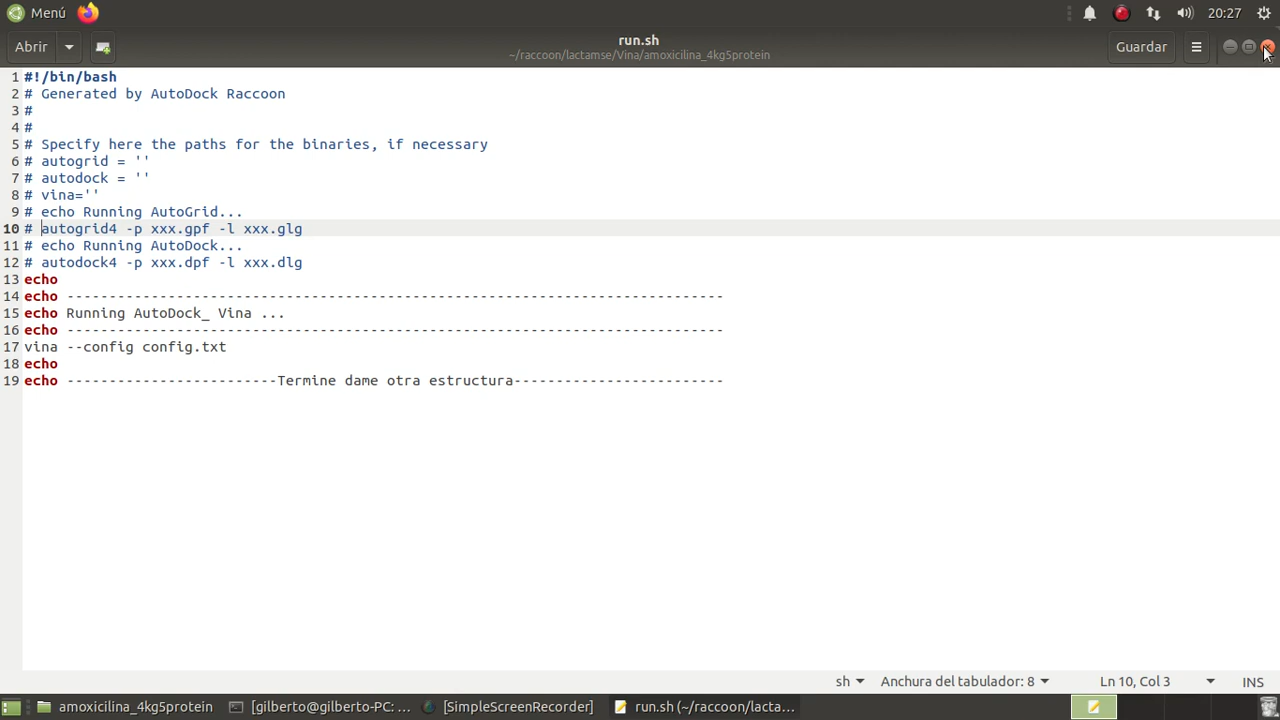 Menú
20:27
Abrir
run.sh
~/raccoon/lactamse/Vina/amoxicilina_4kg5protein
Guardar
1 #!/bin/bash
2 # Generated by AutoDock Raccoon
3 #
4 #
5 # Specify here the paths for the binaries, if necessary
6 # autogrid = ''
7 # autodock = ''
8 # vina=''
9 # echo Running AutoGrid...
10 # autogrid4 -p xxx.gpf -l xxx.glg
11 # echo Running AutoDock...
12 # autodock4 -p xxx.dpf -l xxx.dlg
13 echo
14 echo ------------------------------------------------------------------------------
15 echo Running AutoDock_ Vina ...
16 echo ------------------------------------------------------------------------------
17 vina --config config.txt
18 echo
19 echo -------------------------Termine dame otra estructura-------------------------
sh
Anchura del tabulador: 8
Ln 10, Col 3
INS
amoxicilina_4kg5protein
[gilberto@gilberto-PC: ...
[SimpleScreenRecorder]
run.sh (~/raccoon/lacta...